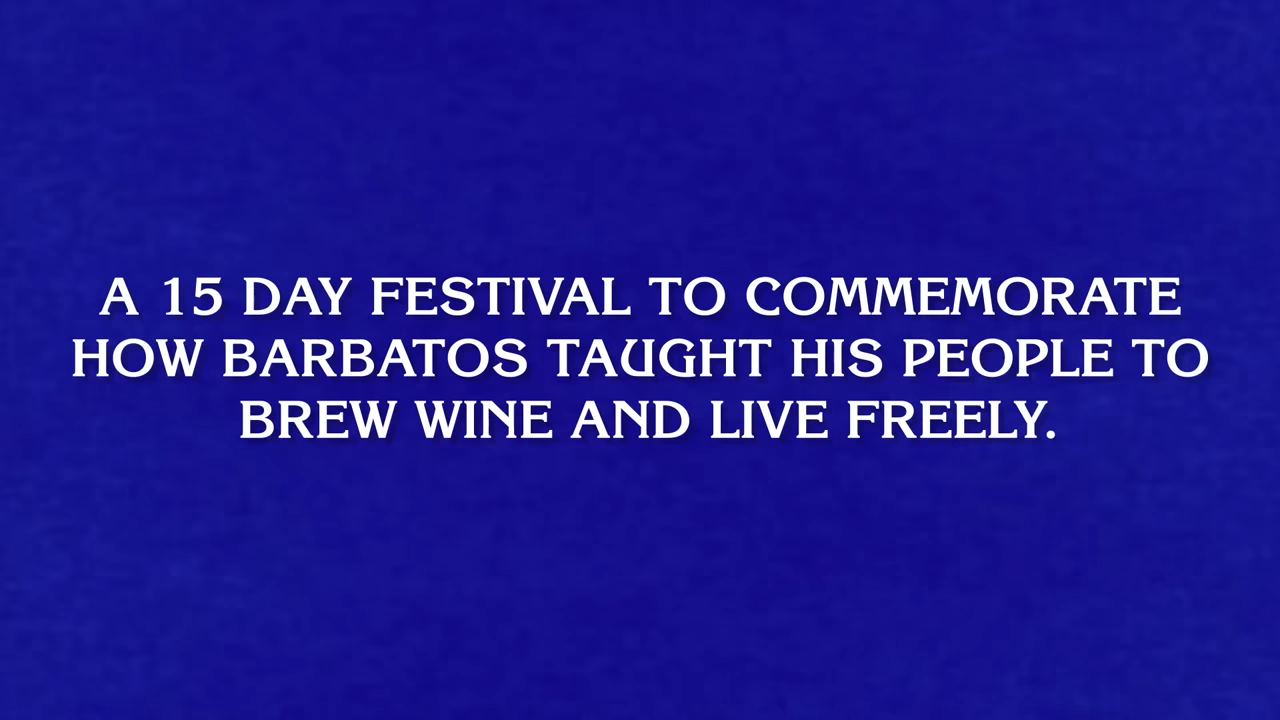 A 15 DAY FESTIVAL TO COMMEMORATE
HOW BARBATOS TAUGHT HIS PEOPLE TO
BREW WINE AND LIVE FREELY.